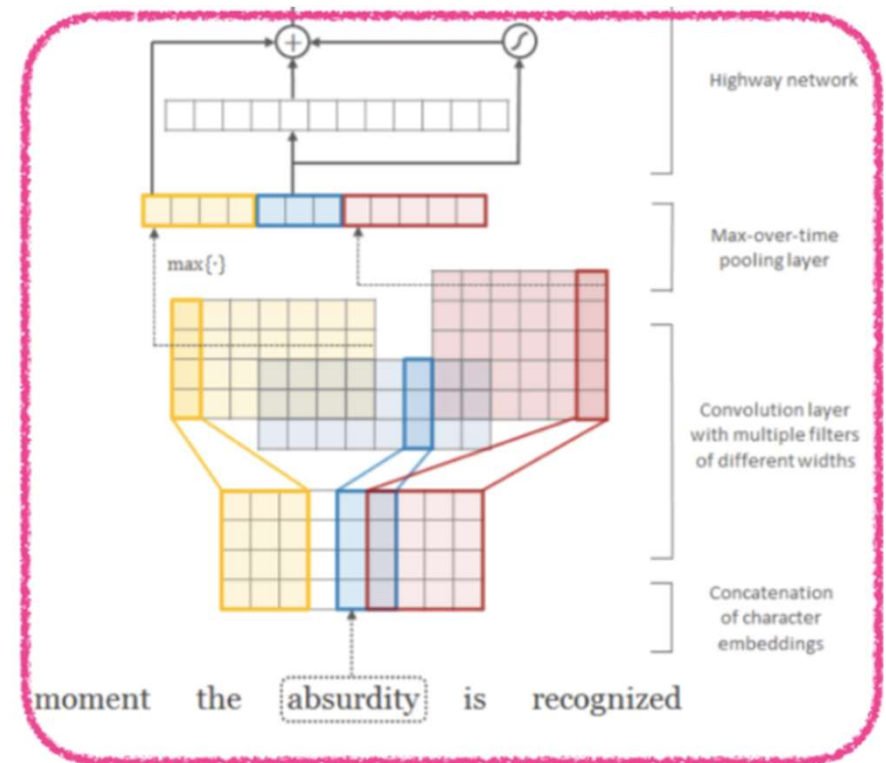 +
Highway network
Max-over-time
pooling layer
max{·}
Convolution layer
with multiple filters
of different widths
Concatenation
of character
embeddings
moment the absurdity is recognized